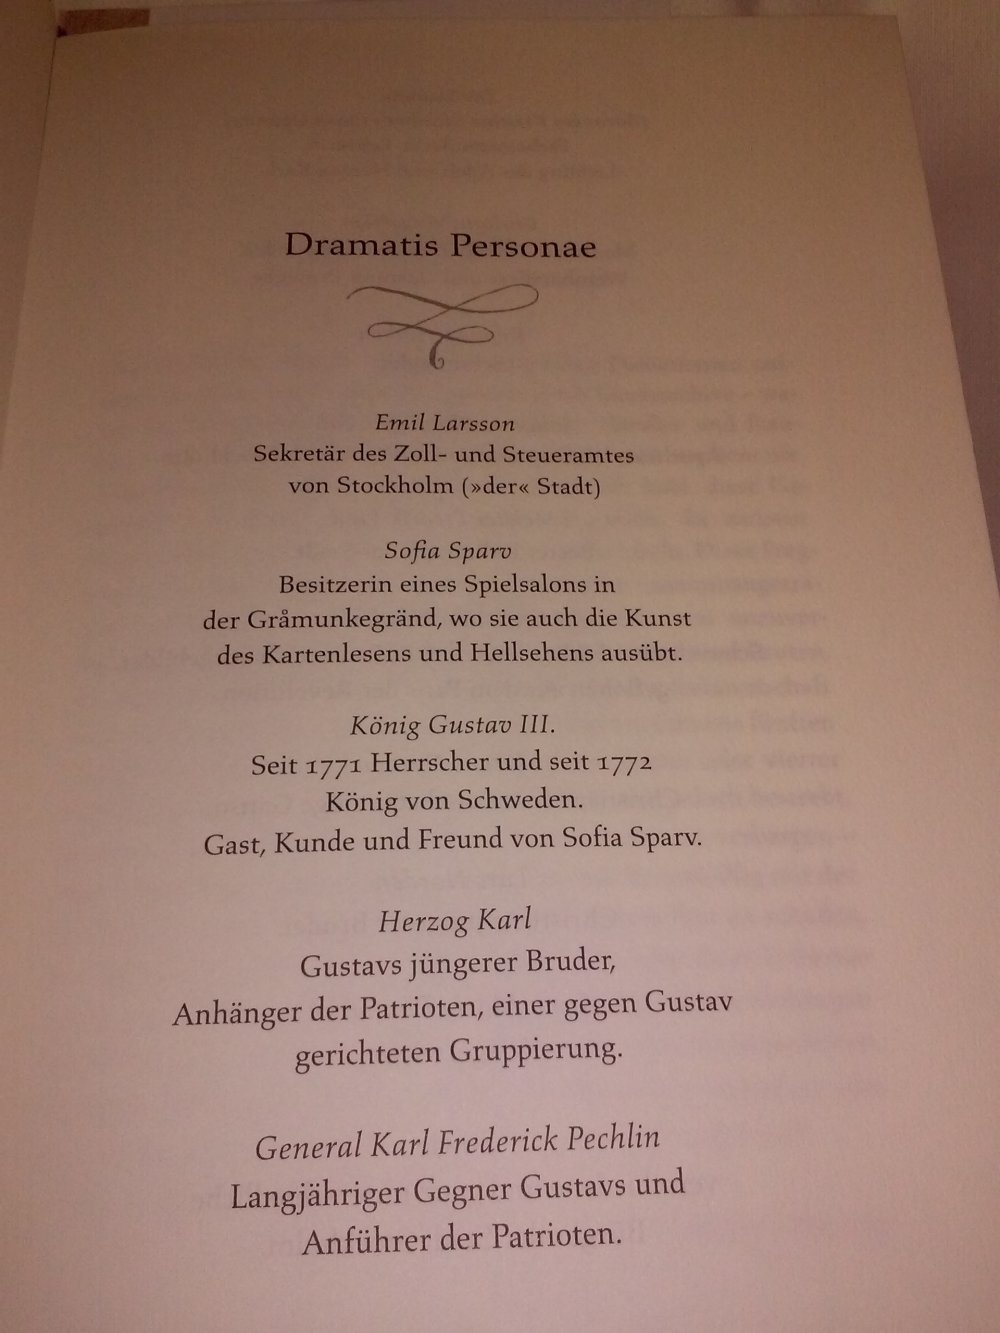 Dramatis Personae
Emil Larsson
Sekretär des Zoll- und Steueramtes
von Stockholm (»der« Stadt)
Sofia Sparv
Besitzerin eines Spielsalons in
der Gråmunkegränd, wo sie auch die Kunst
des Kartenlesens und Hellsehens ausübt.
König Gustav III.
Seit 1771 Herrscher und seit 1772
König von Schweden.
Gast, Kunde und Freund von Sofia Sparv.
Herzog Karl
Gustavs jüngerer Bruder,
Anhänger der Patrioten, einer gegen Gustav
gerichteten Gruppierung.
General Karl Frederick Pechlin
Langjähriger Gegner Gustavs und
Anführer der Patrioten.